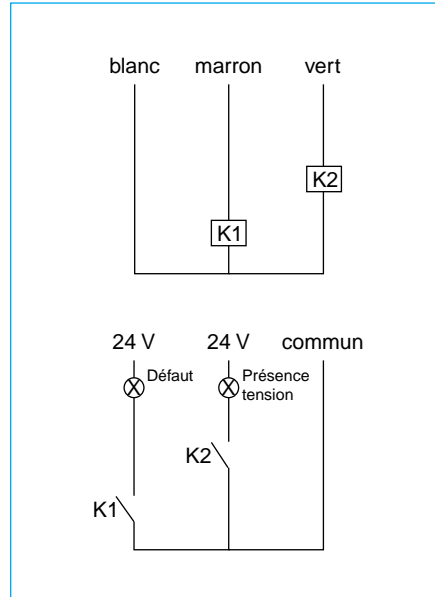 blanc marron vert
K2
K1
24 V 24 V commun
Défaut Présence
tension
K2
K1